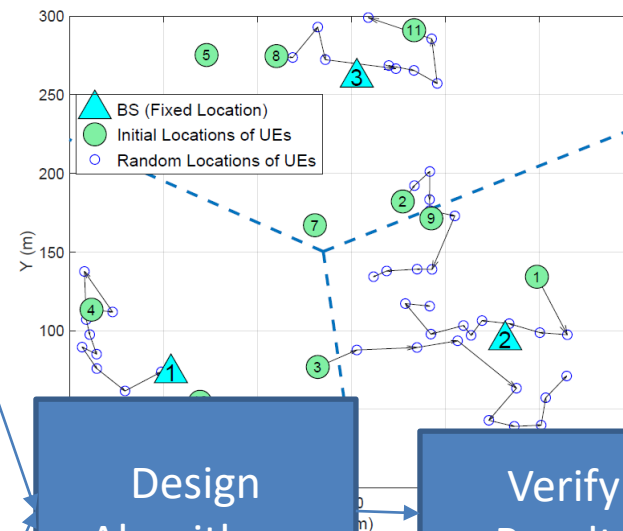 300
250
200
150
100
Y (m)
BS (Fixed Location)
Initial Locations of UEs
Random Locations of UEs
5
8
11
3
2
9
7
1
4
3
2
1
Design
Verify
m)